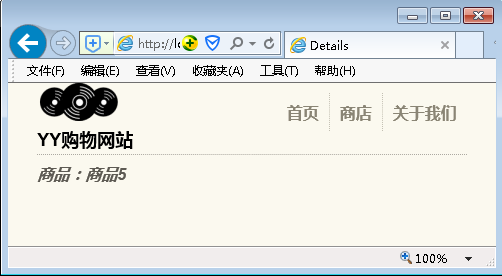 http://lc
Details
文件(F) 编辑(E) 查看(V) 收藏夹(A) 工具(T) 帮助(H)
首页 商店 关于我们
YY购物网站
商品：商品5
100%